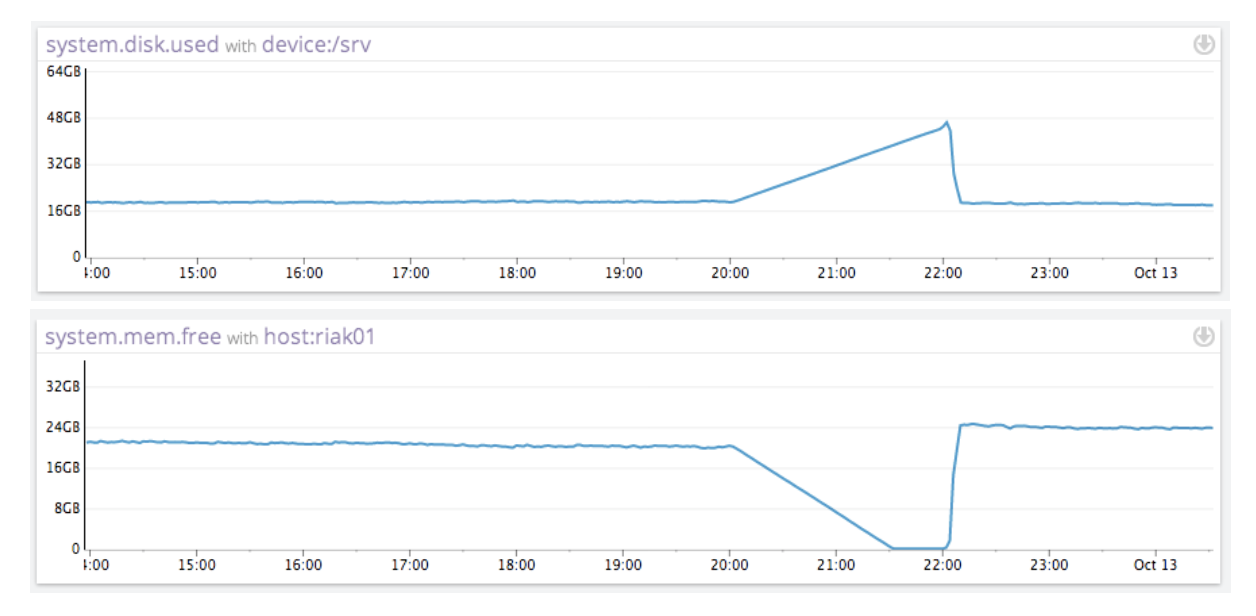 system.disk.used with device:/srv
64GB
48GB
32GB
16GB
0
15:00 16:00 17:00 18:00 19:00 20:00 21:00 22:00 23:00 Oct 13
system.mem.free with host:riak01
32GB
24GB
16GB
8GB
0
15:00 16:00 17:00 18:00 19:00 20:00 21:00 22:00 23:00 Oct 13